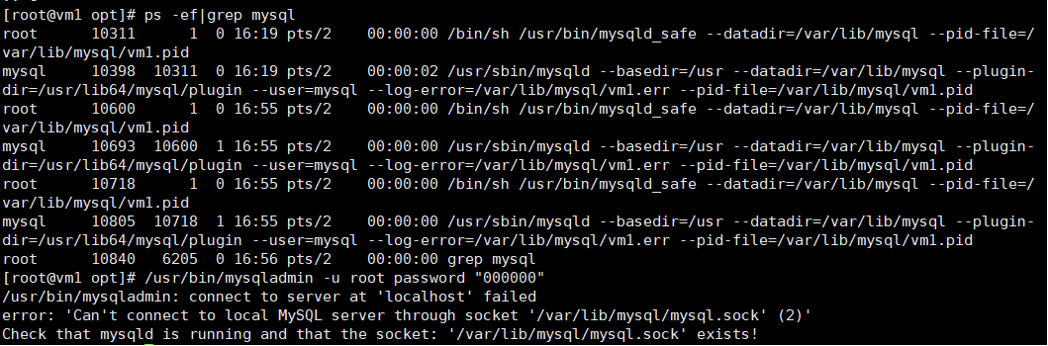 [root@vm1 opt]# ps -ef|grep mysql
root      10311      1  0 16:19 pts/2    00:00:00 /bin/sh /usr/bin/mysqld_safe --datadir=/var/lib/mysql --pid-file=/
var/lib/mysql/vm1.pid
mysql     10398  10311  0 16:19 pts/2    00:00:02 /usr/sbin/mysqld --basedir=/usr --datadir=/var/lib/mysql --plugin-
dir=/usr/lib64/mysql/plugin --user=mysql --log-error=/var/lib/mysql/vm1.err --pid-file=/var/lib/mysql/vm1.pid
root      10600      1  0 16:55 pts/2    00:00:00 /bin/sh /usr/bin/mysqld_safe --datadir=/var/lib/mysql --pid-file=/
var/lib/mysql/vm1.pid
mysql     10693  10600  1 16:55 pts/2    00:00:00 /usr/sbin/mysqld --basedir=/usr --datadir=/var/lib/mysql --plugin-
dir=/usr/lib64/mysql/plugin --user=mysql --log-error=/var/lib/mysql/vm1.err --pid-file=/var/lib/mysql/vm1.pid
root      10718      1  0 16:55 pts/2    00:00:00 /bin/sh /usr/bin/mysqld_safe --datadir=/var/lib/mysql --pid-file=/
var/lib/mysql/vm1.pid
mysql     10805  10718  1 16:55 pts/2    00:00:00 /usr/sbin/mysqld --basedir=/usr --datadir=/var/lib/mysql --plugin-
dir=/usr/lib64/mysql/plugin --user=mysql --log-error=/var/lib/mysql/vm1.err --pid-file=/var/lib/mysql/vm1.pid
root      10840   6205  0 16:56 pts/2    00:00:00 grep mysql
[root@vm1 opt]# /usr/bin/mysqladmin -u root password "000000"
/usr/bin/mysqladmin: connect to server at 'localhost' failed
error: 'Can't connect to local MySQL server through socket '/var/lib/mysql/mysql.sock' (2)'
Check that mysqld is running and that the socket: '/var/lib/mysql/mysql.sock' exists!